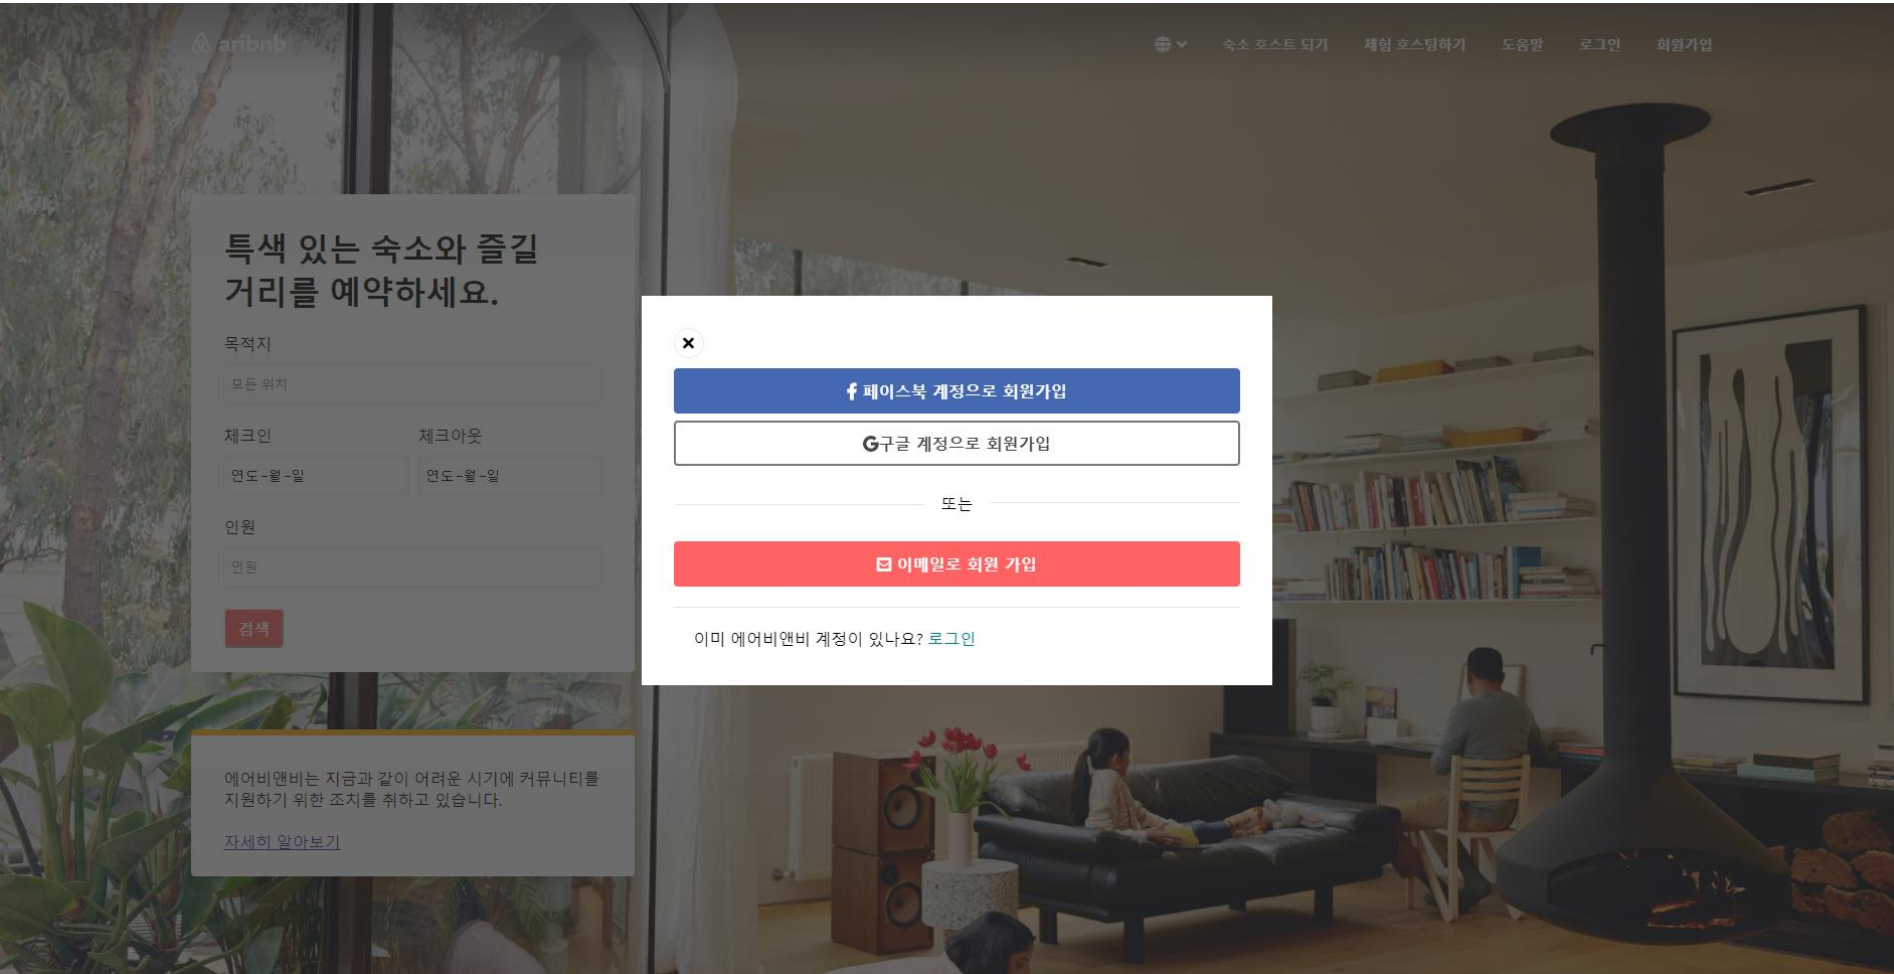 aribnb
숙소 호스트 되기 체험 호스팅하기 도움말 로그인 회원가입
특색 있는 숙소와 즐길
거리를 예약하세요.
목적지
모든 위치
체크인 체크아웃
연도-월-일 연도-월-일
인원
인원
검색
에어비앤비는 지금과 같이 어려운 시기에 커뮤니티를
지원하기 위한 조치를 취하고 있습니다.
자세히 알아보기
페이스북 계정으로 회원가입
G구글 계정으로 회원가입
또는
이메일로 회원 가입
이미 에어비앤비 계정이 있나요? 로그인